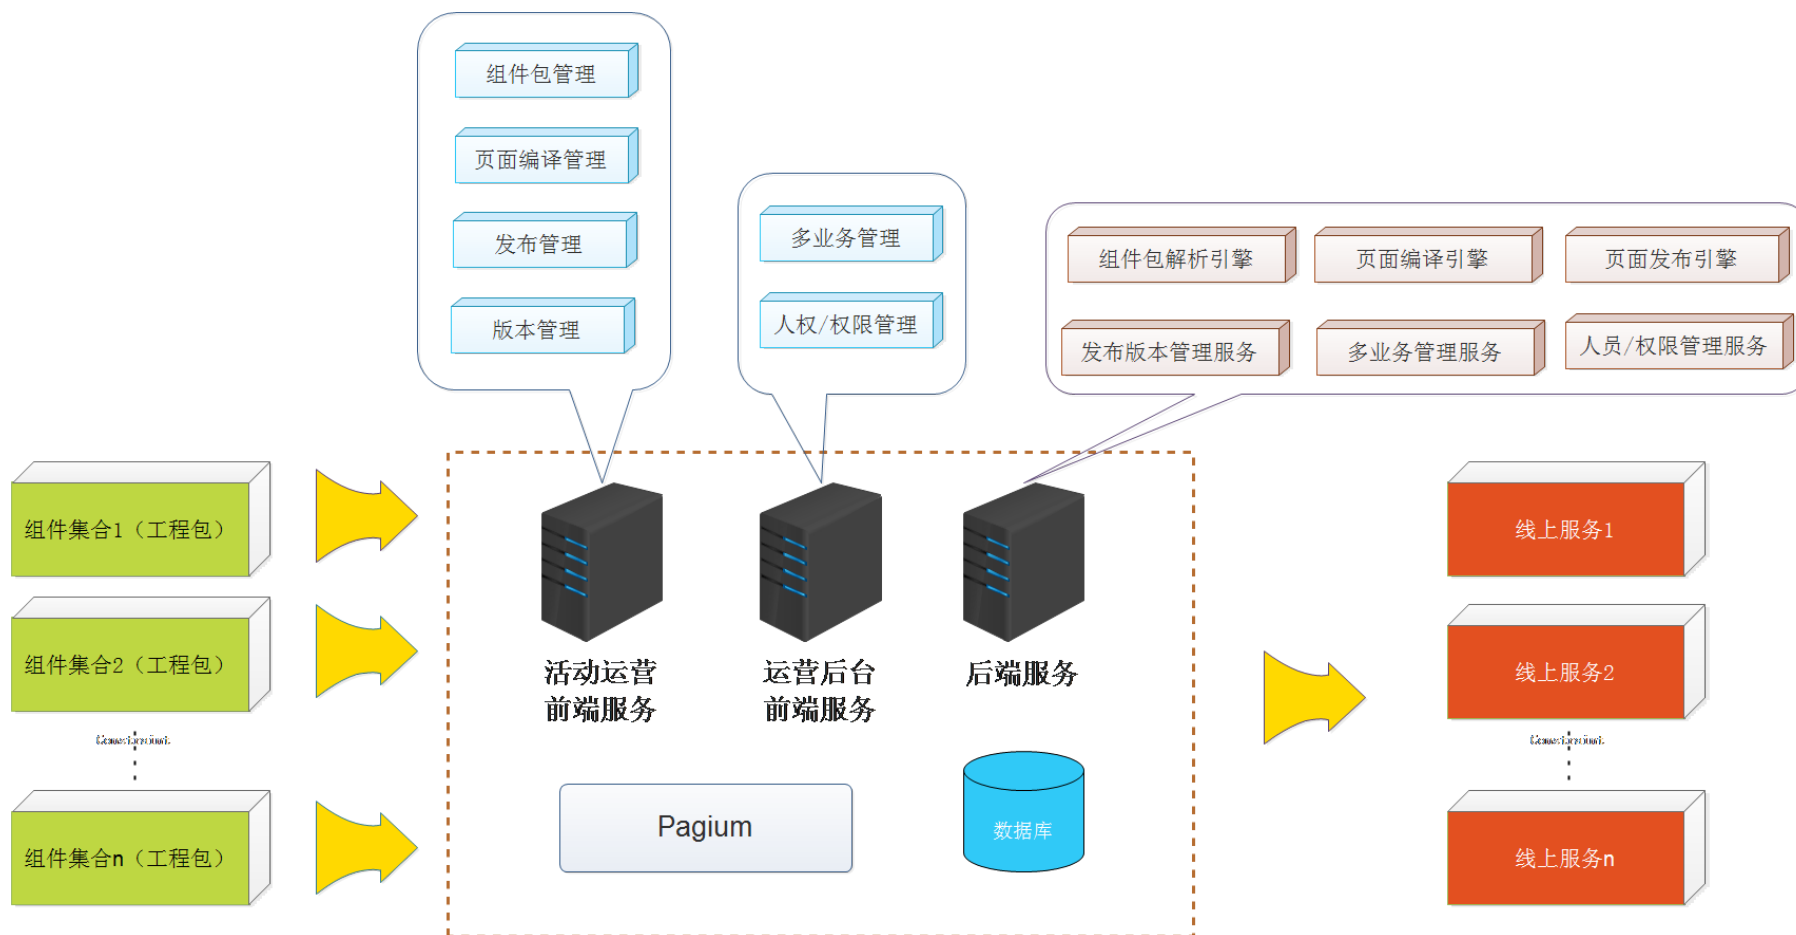 组件包管理
页面编译管理
发布管理
版本管理
多业务管理
人权/权限管理
组件包解析引擎
页面编译引擎
页面发布引擎
发布版本管理服务
多业务管理服务
人员/权限管理服务
组件集合1（工程包）
组件集合2（工程包）
组件集合n（工程包）
活动运营
前端服务
运营后台
前端服务
后端服务
Pagium
数据库
线上服务1
线上服务2
线上服务n